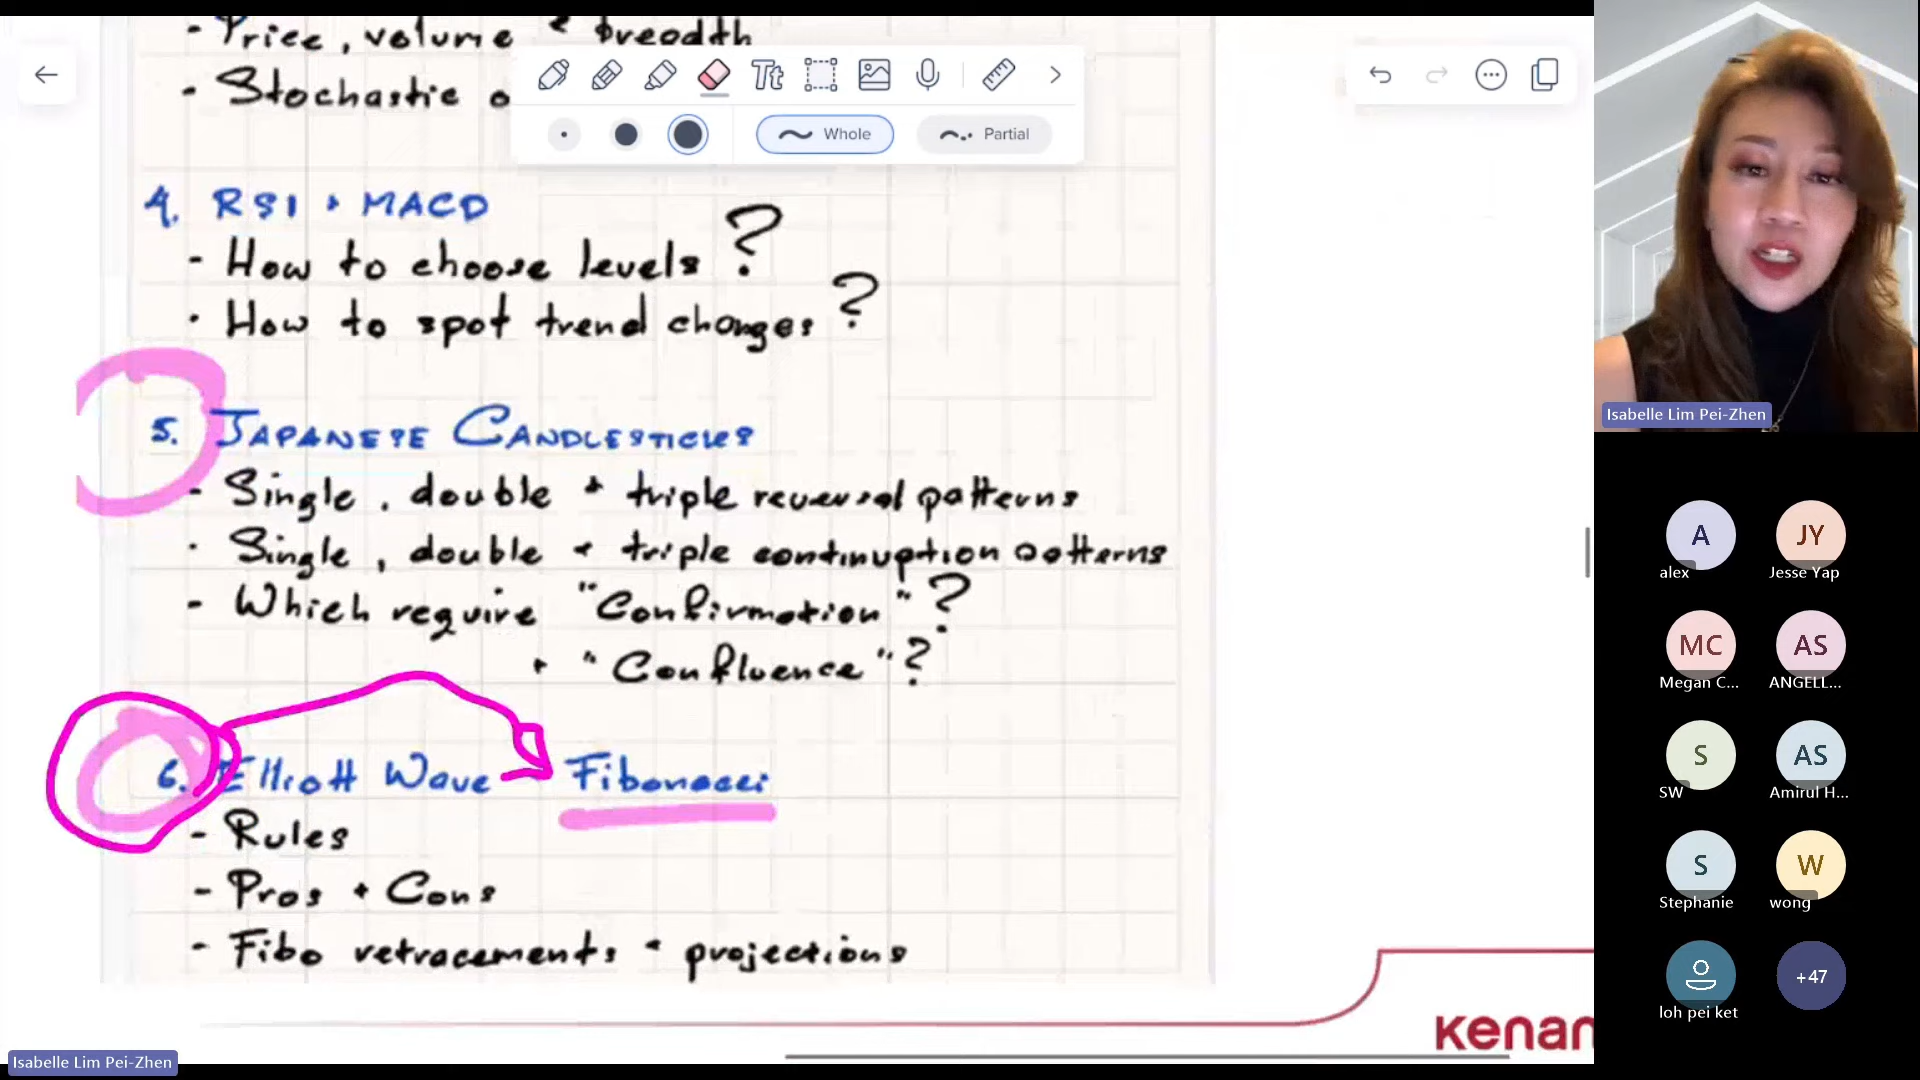 - Price, volume & breadth
- Stochastic o
Whole
Partial
4. RSI + MACD
- How to choose levels?
- How to spot trend changes?
5. JAPANESE CANDLESTICKS
- Single, double + triple reversal patterns
- Single, double + triple continuation patterns
- Which require "Confirmation"?
+ "Confluence"?
6. Elliott Wave Fibonacci
- Rules
- Pros + Cons
- Fibo retracements + projections
KENAN
Isabelle Lim Pei-Zhen
Isabelle Lim Pei-Zhen
A JY
alex Jesse Yap
MC AS
Megan C... ANGELL...
S AS
SW Amirul H...
S W
Stephanie wong
+47
loh pei ket